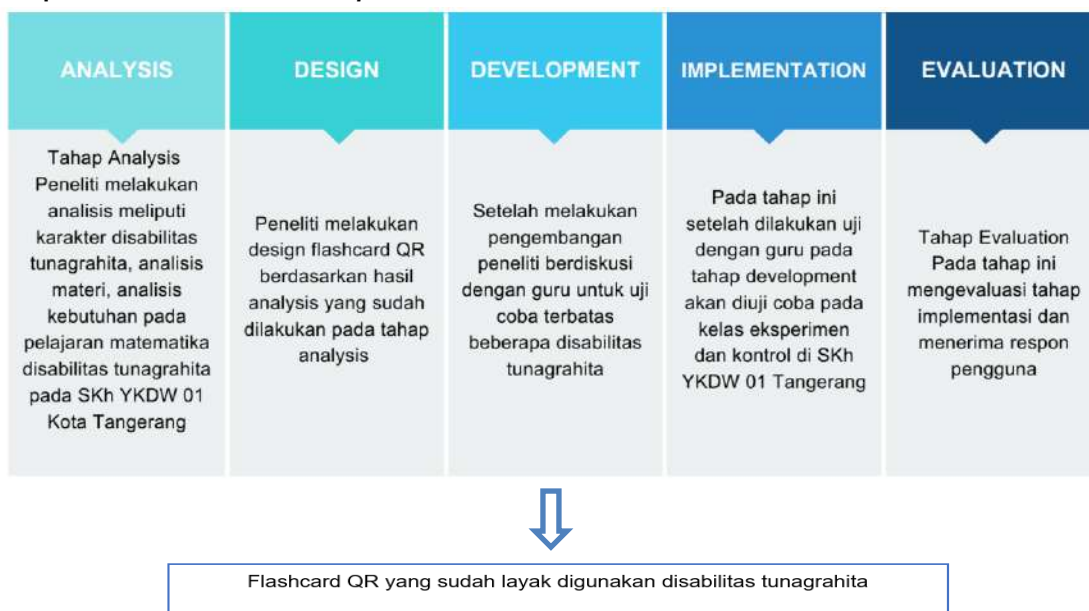 ANALYSIS
Tahap Analysis
Peneliti melakukan
analisis meliputi
karakter disabilitas
tunagrahita, analisis
materi, analisis
kebutuhan pada
pelajaran matematika
disabilitas tunagrahita
pada SKh YKDW 01
Kota Tangerang
DESIGN
Peneliti melakukan
design flashcard QR
berdasarkan hasil
analysis yang sudah
dilakukan pada tahap
analysis
DEVELOPMENT
Setelah melakukan
pengembangan
peneliti berdiskusi
dengan guru untuk uji
coba terbatas
beberapa disabilitas
tunagrahita
IMPLEMENTATION
Pada tahap ini
setelah dilakukan uji
dengan guru pada
tahap development
akan diuji coba pada
kelas eksperimen
dan kontrol di SKh
YKDW 01 Tangerang
EVALUATION
Tahap Evaluation
Pada tahap ini
mengevaluasi tahap
implementasi dan
menerima respon
pengguna
Flashcard QR yang sudah layak digunakan disabilitas tunagrahita